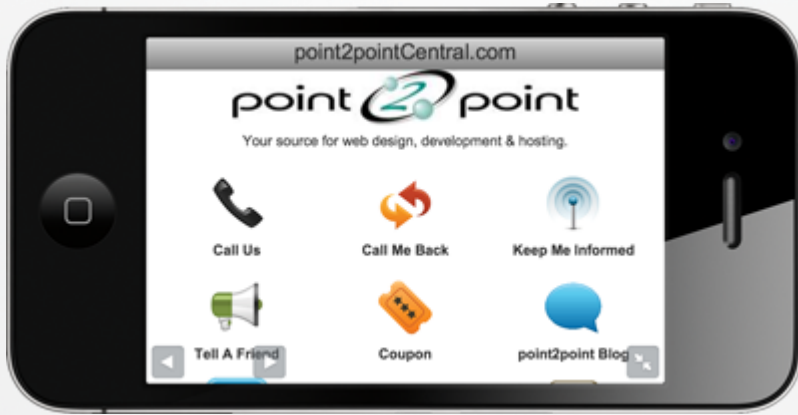 point2pointCentral.com
point 2 point
Your source for web design, development & hosting.
Call Us Call Me Back Keep Me Informed
Tell A Friend Coupon point2point Blog